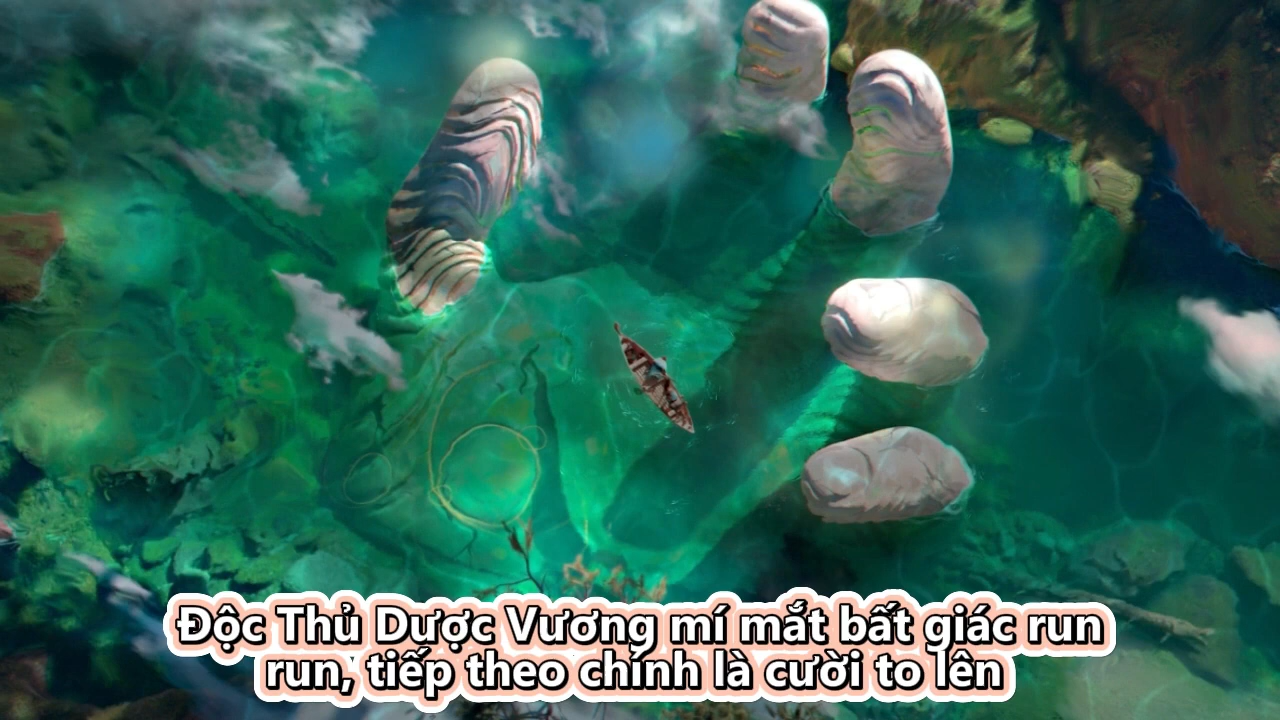 Độc Thủ Dược Vương mí mắt bất giác run
run, tiếp theo chính là cười to lên